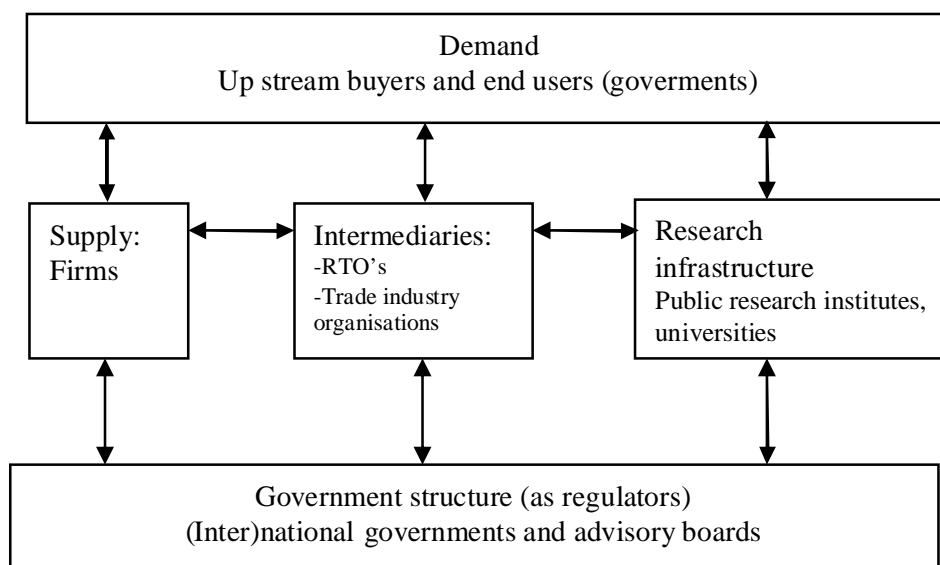 Demand
Up stream buyers and end users (goverments)
Supply:
Firms
Intermediaries:
-RTO's
-Trade industry
organisations
Research
infrastructure
Public research institutes,
universities
Government structure (as regulators)
(Inter)national governments and advisory boards